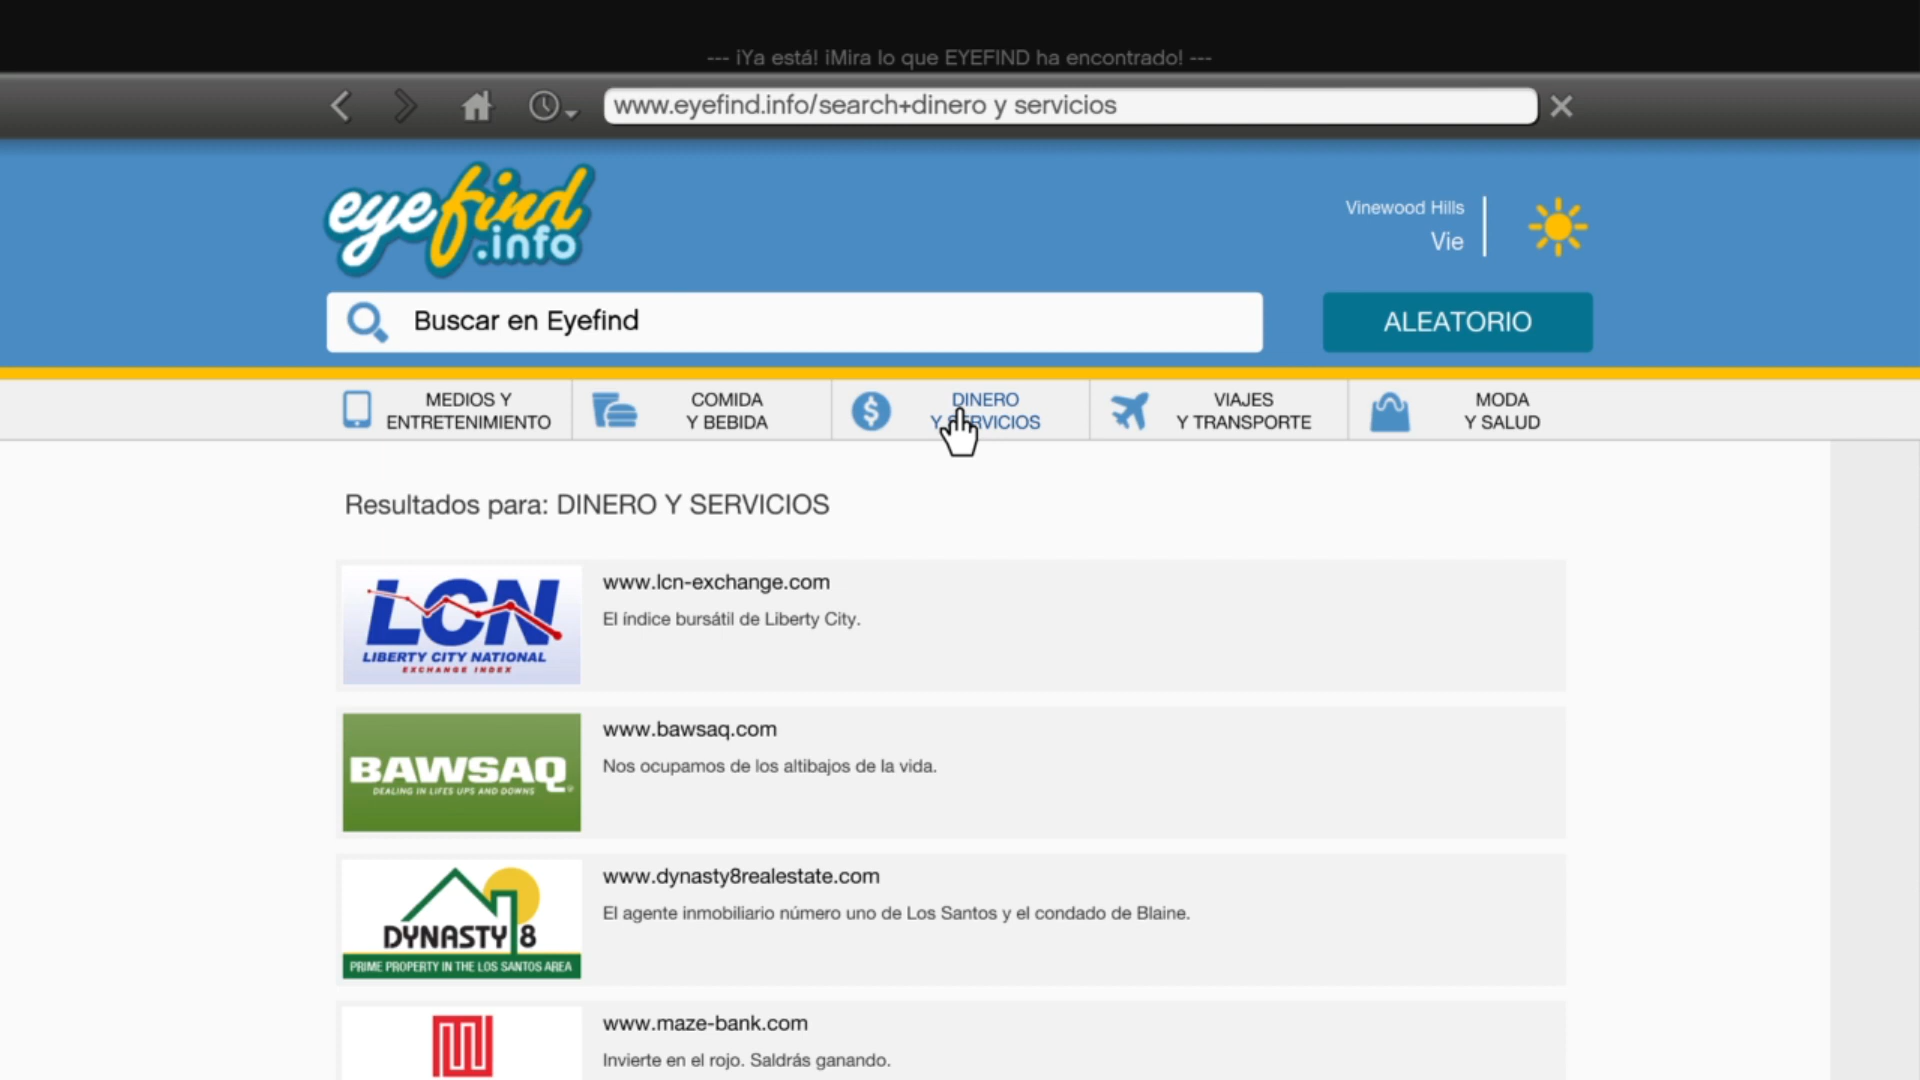 --- ¡Ya está! ¡Mira lo que EYEFIND ha encontrado! ---
www.eyefind.info/search+dinero y servicios
eyefind
.info
Vinewood Hills
Vie
Buscar en Eyefind
ALEATORIO
MEDIOS Y
ENTRETENIMIENTO
COMIDA
Y BEBIDA
DINERO
Y SERVICIOS
VIAJES
Y TRANSPORTE
MODA
Y SALUD
Resultados para: DINERO Y SERVICIOS
LCN
LIBERTY CITY NATIONAL
EXCHANGE INDEX
www.lcn-exchange.com
El índice bursátil de Liberty City.
BAWSAQ
DEALING IN LIFES UPS AND DOWNS
www.bawsaq.com
Nos ocupamos de los altibajos de la vida.
DYNASTY 8
PRIME PROPERTY IN THE LOS SANTOS AREA
www.dynasty8realestate.com
El agente inmobiliario número uno de Los Santos y el condado de Blaine.
www.maze-bank.com
Invierte en el rojo. Saldrás ganando.